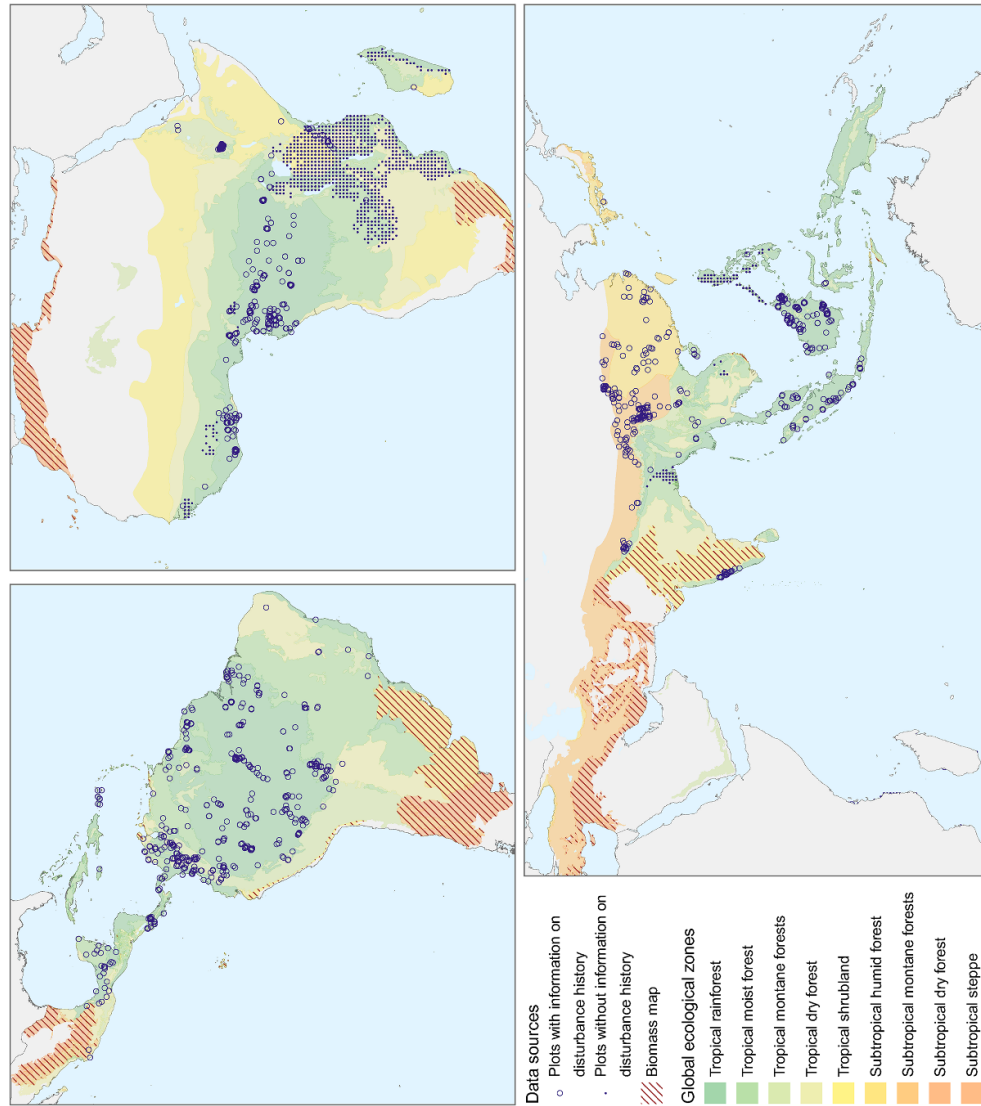 Data sources
Plots with information on
disturbance history
Plots without information on
disturbance history
Biomass map
Global ecological zones
Tropical rainforest
Tropical moist forest
Tropical montane forests
Tropical dry forest
Tropical shrubland
Subtropical humid forest
Subtropical montane forests
Subtropical dry forest
Subtropical steppe